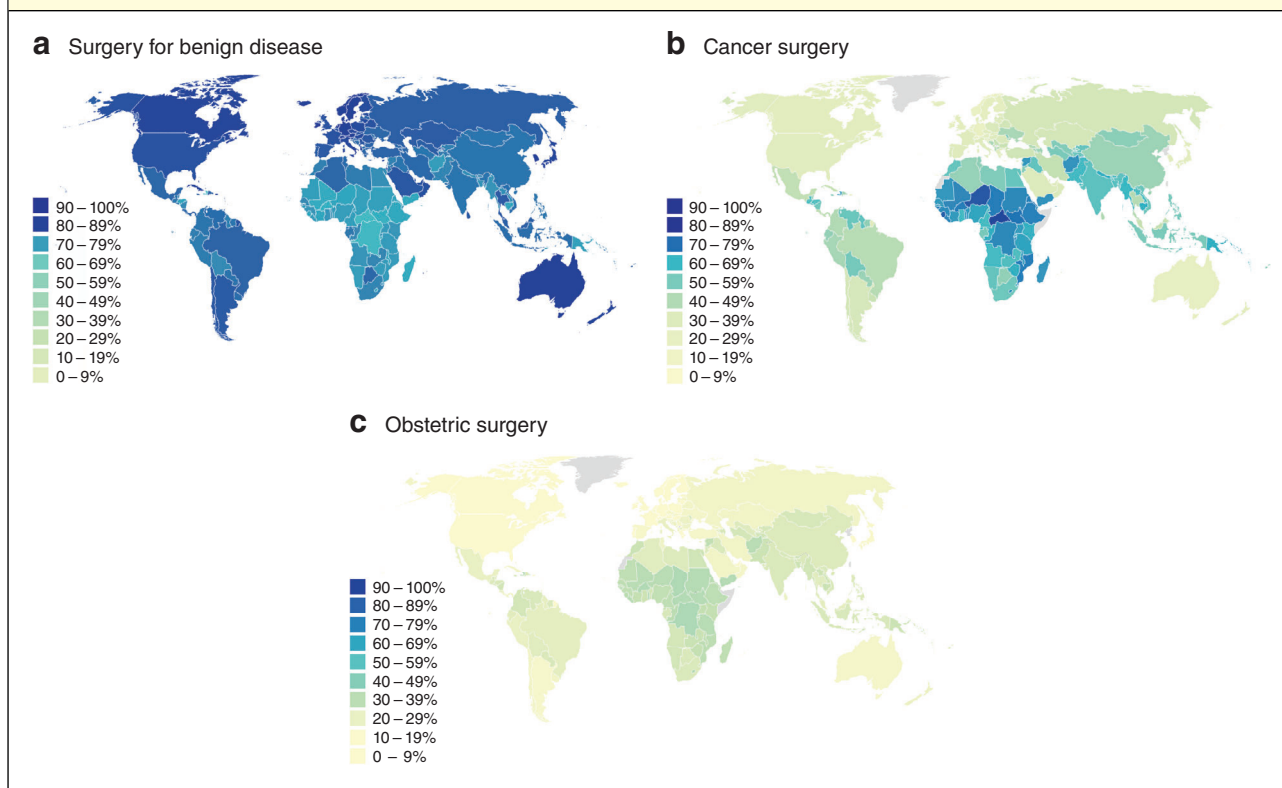 a Surgery for benign disease
90 – 100%
80 – 89%
70 – 79%
60 – 69%
50 – 59%
40 – 49%
30 – 39%
20 – 29%
10 – 19%
0 – 9%
b Cancer surgery
90 – 100%
80 – 89%
70 – 79%
60 – 69%
50 – 59%
40 – 49%
30 – 39%
20 – 29%
10 – 19%
0 – 9%
c Obstetric surgery
90 – 100%
80 – 89%
70 – 79%
60 – 69%
50 – 59%
40 – 49%
30 – 39%
20 – 29%
10 – 19%
0 – 9%